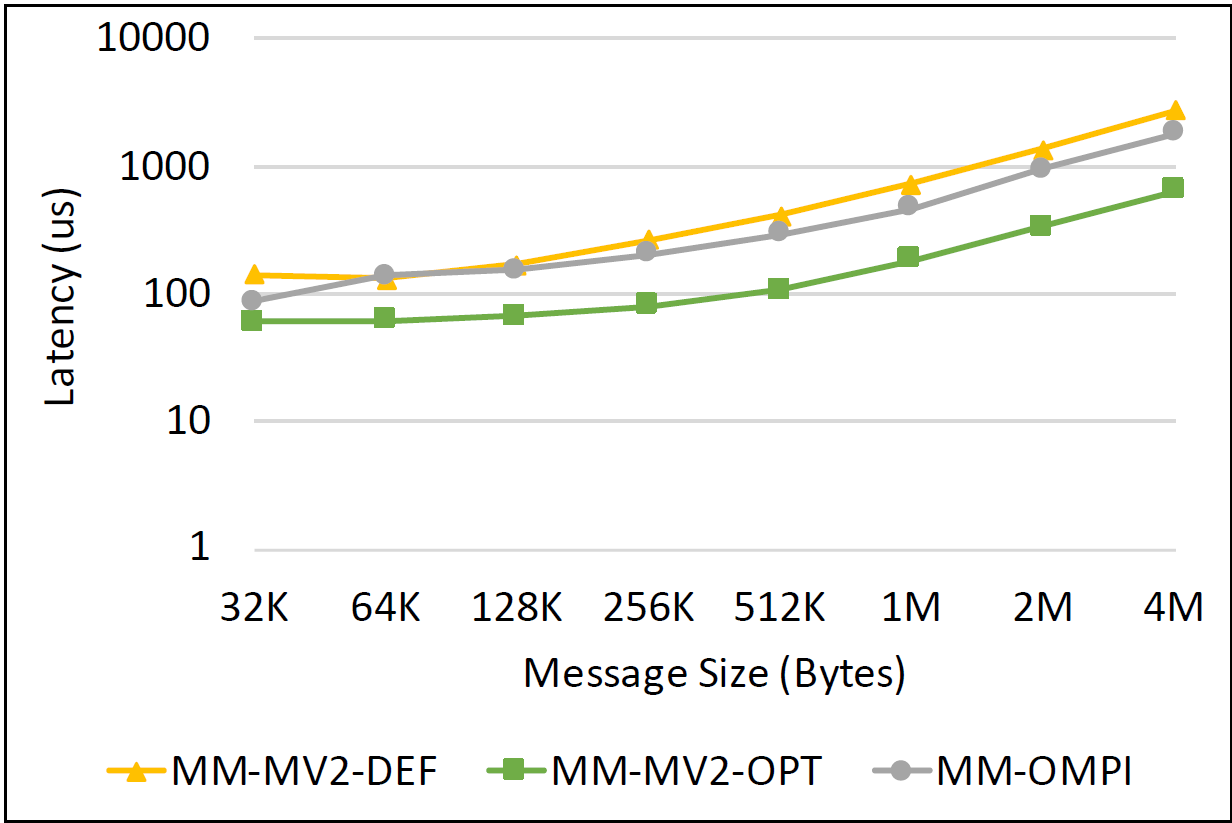 10000
1000
100
10
1
Latency (us)
32K 64K 128K 256K 512K 1M 2M 4M
Message Size (Bytes)
MM-MV2-DEF MM-MV2-OPT MM-OMPI